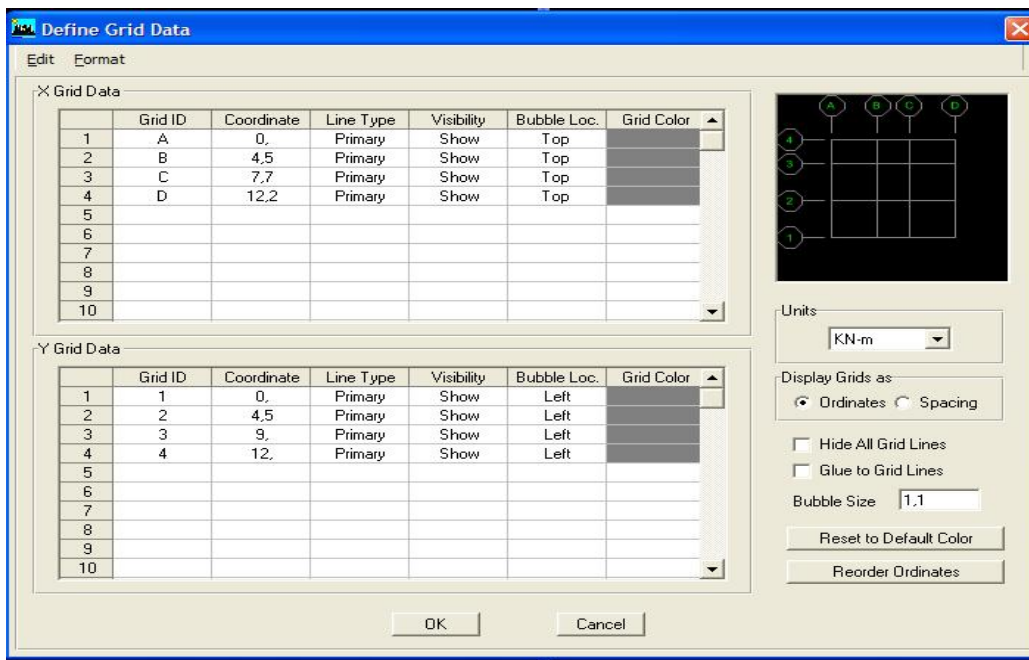 Define Grid Data
Edit Format
X Grid Data
Grid ID Coordinate Line Type Visibility Bubble Loc. Grid Color
1 A 0, Primary Show Top
2 B 4,5 Primary Show Top
3 C 7,7 Primary Show Top
4 D 12,2 Primary Show Top
5
6
7
8
9
10
Y Grid Data
Grid ID Coordinate Line Type Visibility Bubble Loc. Grid Color
1 1 0, Primary Show Left
2 2 4,5 Primary Show Left
3 3 9, Primary Show Left
4 4 12, Primary Show Left
5
6
7
8
9
10
A B C D
4
3
2
1
Units
KN-m
Display Grids as
Ordinates Spacing
Hide All Grid Lines
Glue to Grid Lines
Bubble Size 1,1
Reset to Default Color
Reorder Ordinates
OK Cancel